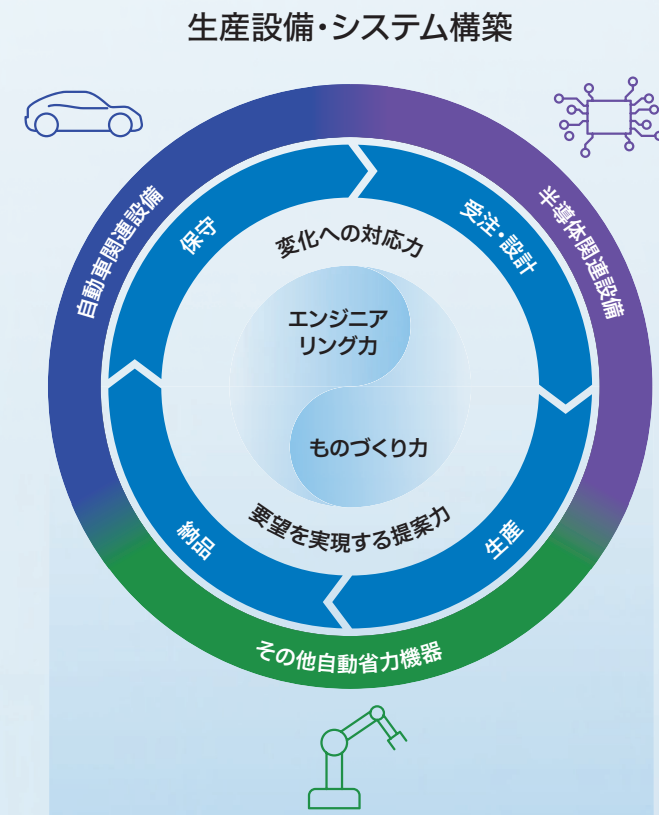 生産設備・システム構築
自動車関連設備
半導体関連設備
保守
受注・設計
変化への対応力
エンジニア
リング力
ものづくり力
要望を実現する提案力
納品
生産
その他自動省力機器